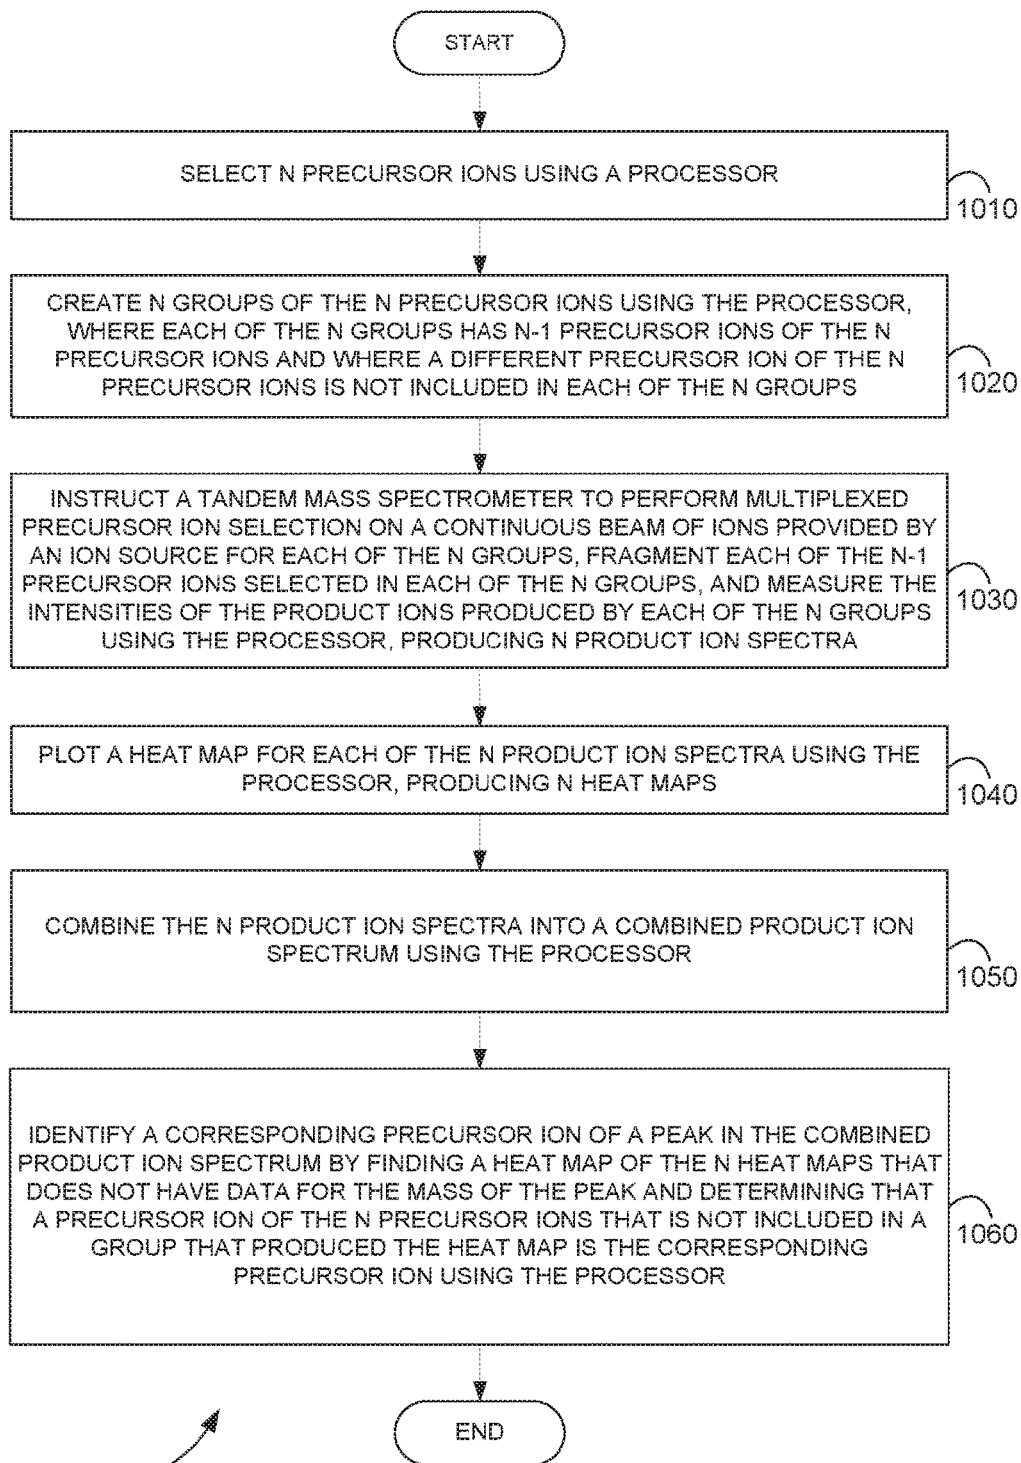 START
SELECT N PRECURSOR IONS USING A PROCESSOR
1010
CREATE N GROUPS OF THE N PRECURSOR IONS USING THE PROCESSOR,
WHERE EACH OF THE N GROUPS HAS N-1 PRECURSOR IONS OF THE N
PRECURSOR IONS AND WHERE A DIFFERENT PRECURSOR ION OF THE N
PRECURSOR IONS IS NOT INCLUDED IN EACH OF THE N GROUPS
1020
INSTRUCT A TANDEM MASS SPECTROMETER TO PERFORM MULTIPLEXED
PRECURSOR ION SELECTION ON A CONTINUOUS BEAM OF IONS PROVIDED BY
AN ION SOURCE FOR EACH OF THE N GROUPS, FRAGMENT EACH OF THE N-1
PRECURSOR IONS SELECTED IN EACH OF THE N GROUPS, AND MEASURE THE
INTENSITIES OF THE PRODUCT IONS PRODUCED BY EACH OF THE N GROUPS
USING THE PROCESSOR, PRODUCING N PRODUCT ION SPECTRA
1030
PLOT A HEAT MAP FOR EACH OF THE N PRODUCT ION SPECTRA USING THE
PROCESSOR, PRODUCING N HEAT MAPS
1040
COMBINE THE N PRODUCT ION SPECTRA INTO A COMBINED PRODUCT ION
SPECTRUM USING THE PROCESSOR
1050
IDENTIFY A CORRESPONDING PRECURSOR ION OF A PEAK IN THE COMBINED
PRODUCT ION SPECTRUM BY FINDING A HEAT MAP OF THE N HEAT MAPS THAT
DOES NOT HAVE DATA FOR THE MASS OF THE PEAK AND DETERMINING THAT
A PRECURSOR ION OF THE N PRECURSOR IONS THAT IS NOT INCLUDED IN A
GROUP THAT PRODUCED THE HEAT MAP IS THE CORRESPONDING
PRECURSOR ION USING THE PROCESSOR
1060
END